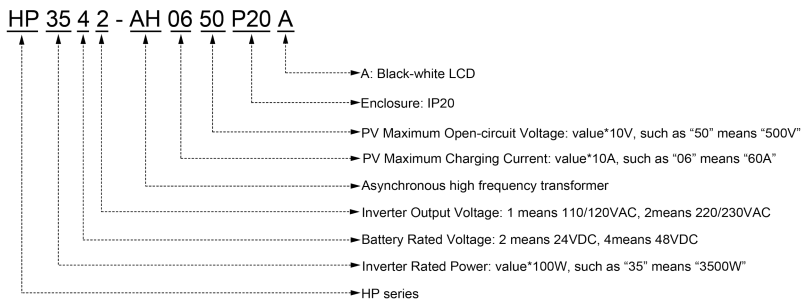 HP 35 4 2 - AH 06 50 P20 A
A: Black-white LCD
Enclosure: IP20
PV Maximum Open-circuit Voltage: value*10V, such as “50” means “500V”
PV Maximum Charging Current: value*10A, such as “06” means “60A”
Asynchronous high frequency transformer
Inverter Output Voltage: 1 means 110/120VAC, 2means 220/230VAC
Battery Rated Voltage: 2 means 24VDC, 4means 48VDC
Inverter Rated Power: value*100W, such as “35” means “3500W”
HP series